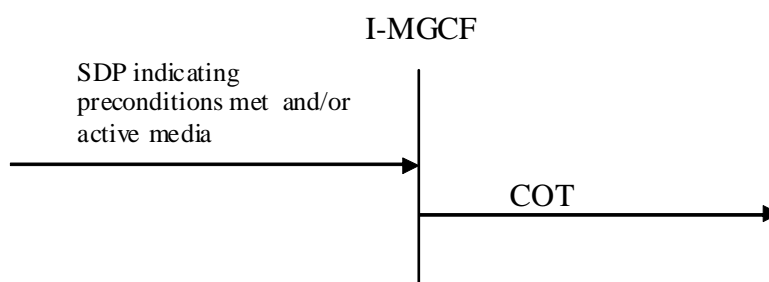 I-MGCF
SDP indicating
preconditions met and/or
active media
COT